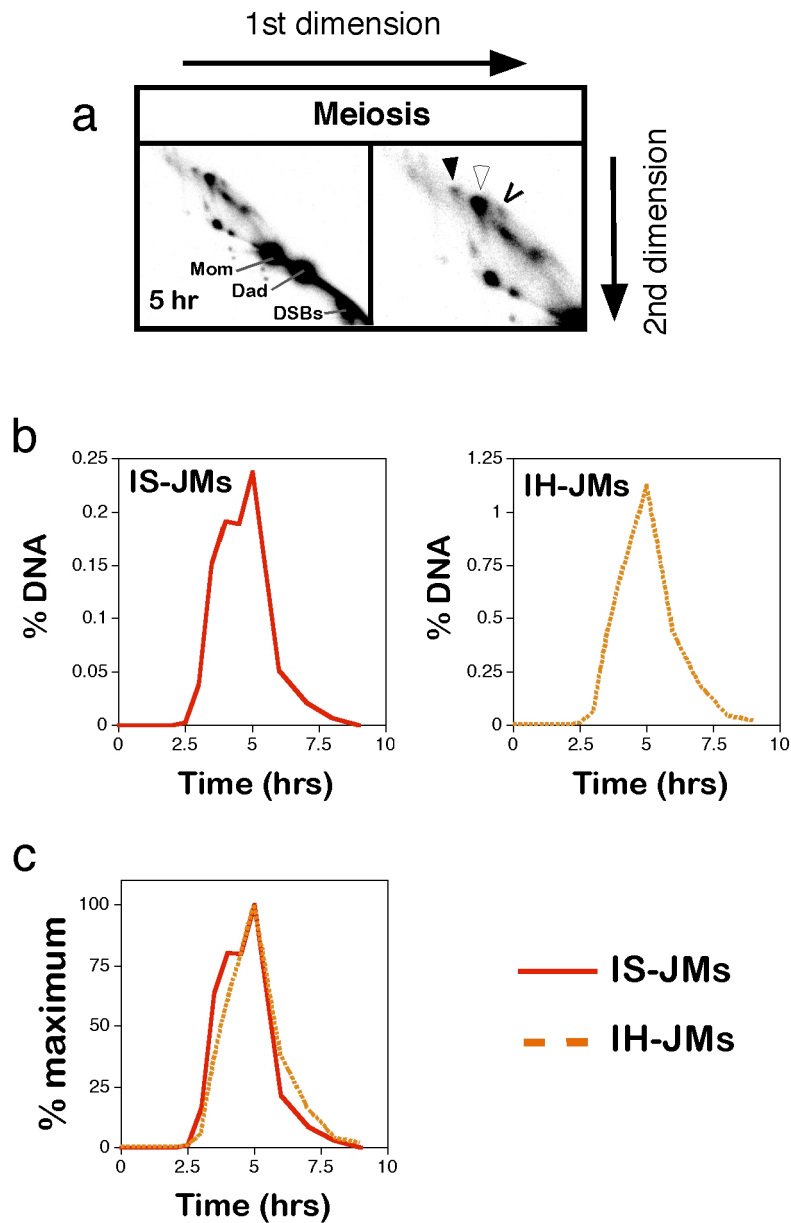 1st dimension
a
Meiosis
2nd dimension
Mom
Dad
DSBs
5 hr
b
IS-JMs
% DNA
0.25
0.2
0.15
0.1
0.05
0
0 2.5 5 7.5 10
Time (hrs)
IH-JMs
% DNA
1.25
1
0.75
0.5
0.25
0
0 2.5 5 7.5 10
Time (hrs)
c
% maximum
100
75
50
25
0
0 2.5 5 7.5 10
Time (hrs)
IS-JMs
IH-JMs